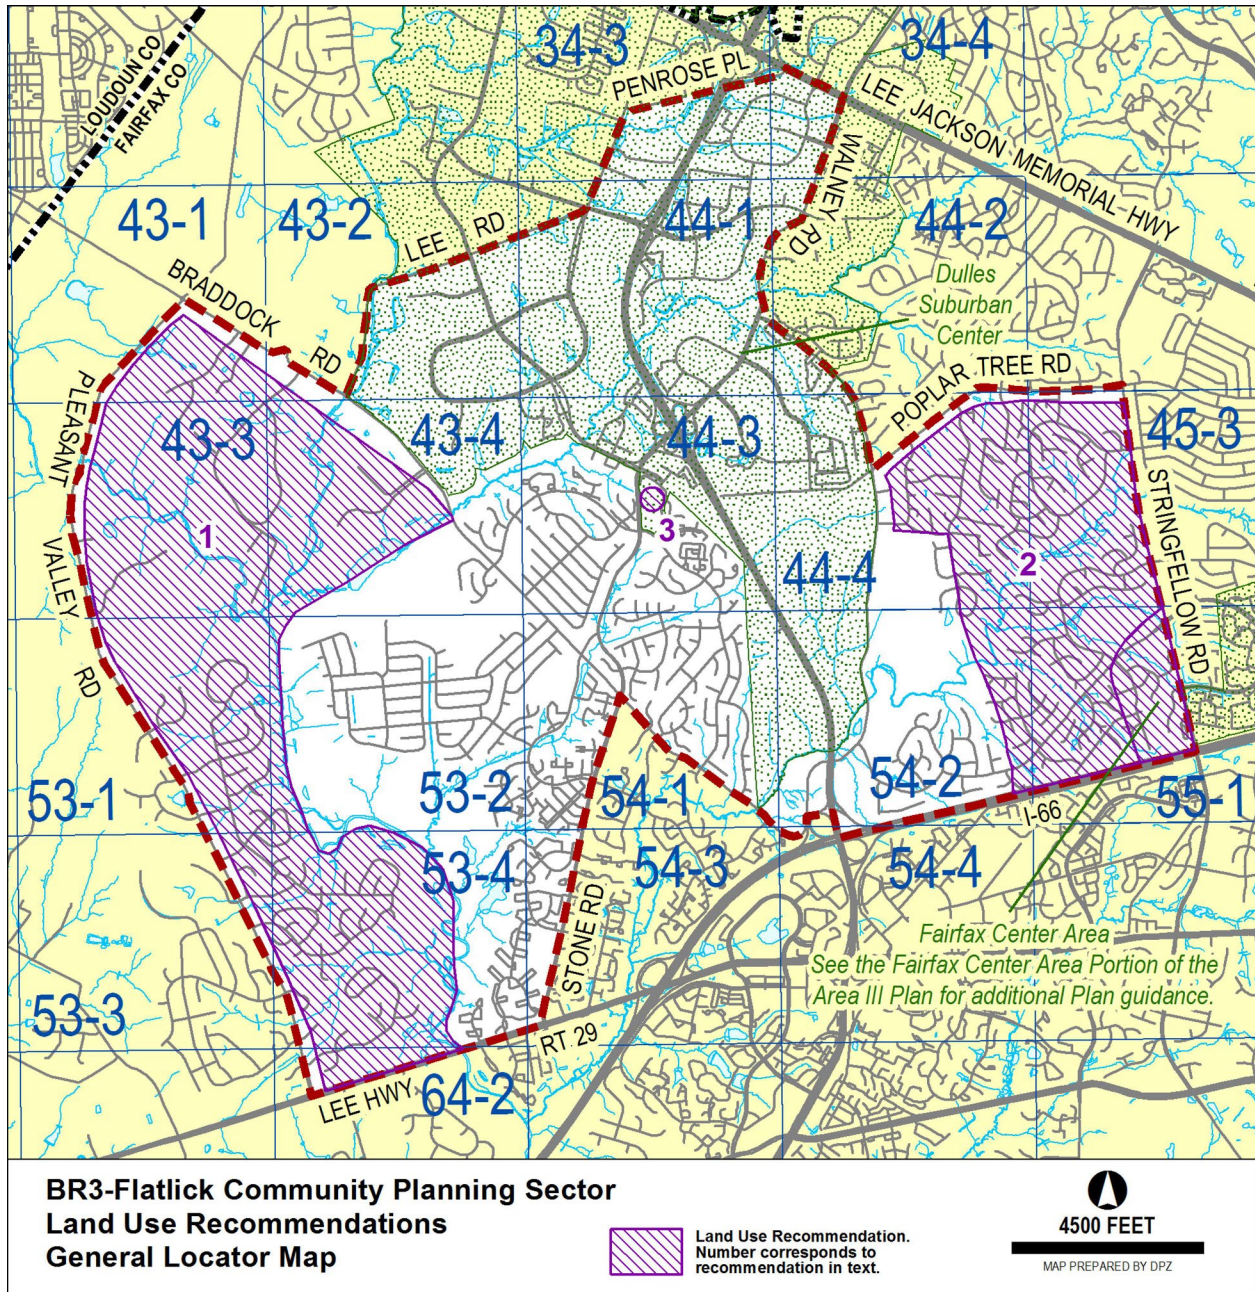 34-3
34-4
LOUDOUN CO
FAIRFAX CO
PENROSE PL
LEE JACKSON MEMORIAL HWY
WALNEY RD
43-1
43-2
LEE RD
44-1
44-2
BRADDOCK RD
Dulles
Suburban
Center
PLEASANT VALLEY RD
POPLAR TREE RD
43-3
43-4
44-3
45-3
STRINGFELLOW RD
1
3
2
44-4
53-1
53-2
54-1
54-2
55-1
I-66
53-4
54-3
54-4
STONE RD
Fairfax Center Area
See the Fairfax Center Area Portion of the
Area III Plan for additional Plan guidance.
53-3
RT 29
LEE HWY
64-2
BR3-Flatlick Community Planning Sector
Land Use Recommendations
General Locator Map
Land Use Recommendation.
Number corresponds to
recommendation in text.
4500 FEET
MAP PREPARED BY DPZ